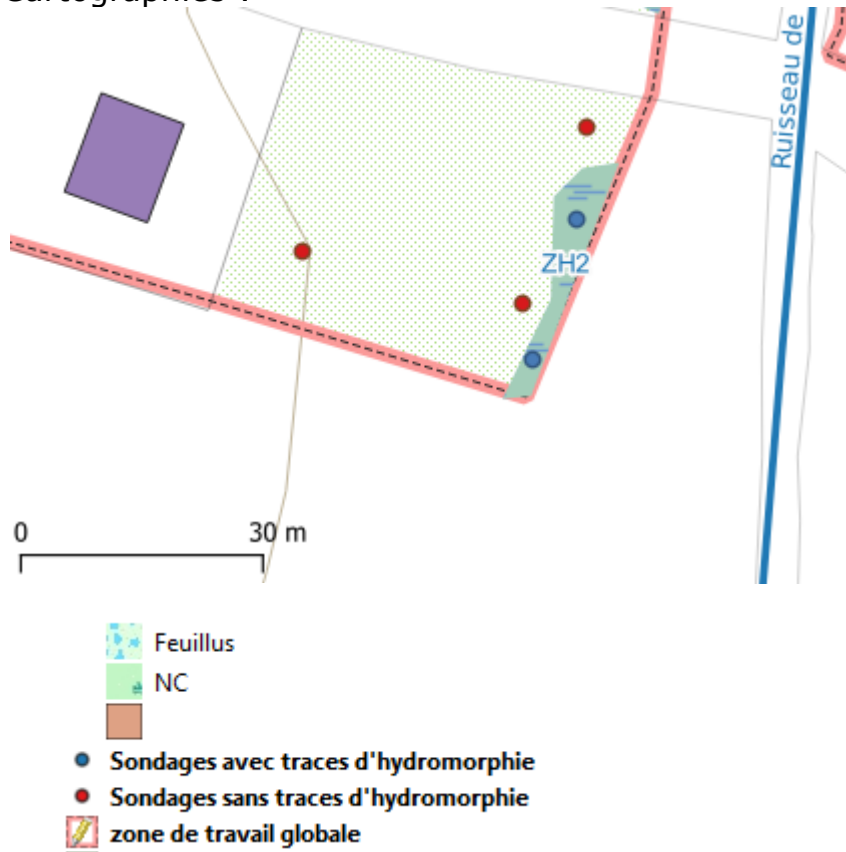 Cartographies :
Ruisseau de
ZH2
0 30 m
Feuillus
NC
Sondages avec traces d'hydromorphie
Sondages sans traces d'hydromorphie
zone de travail globale